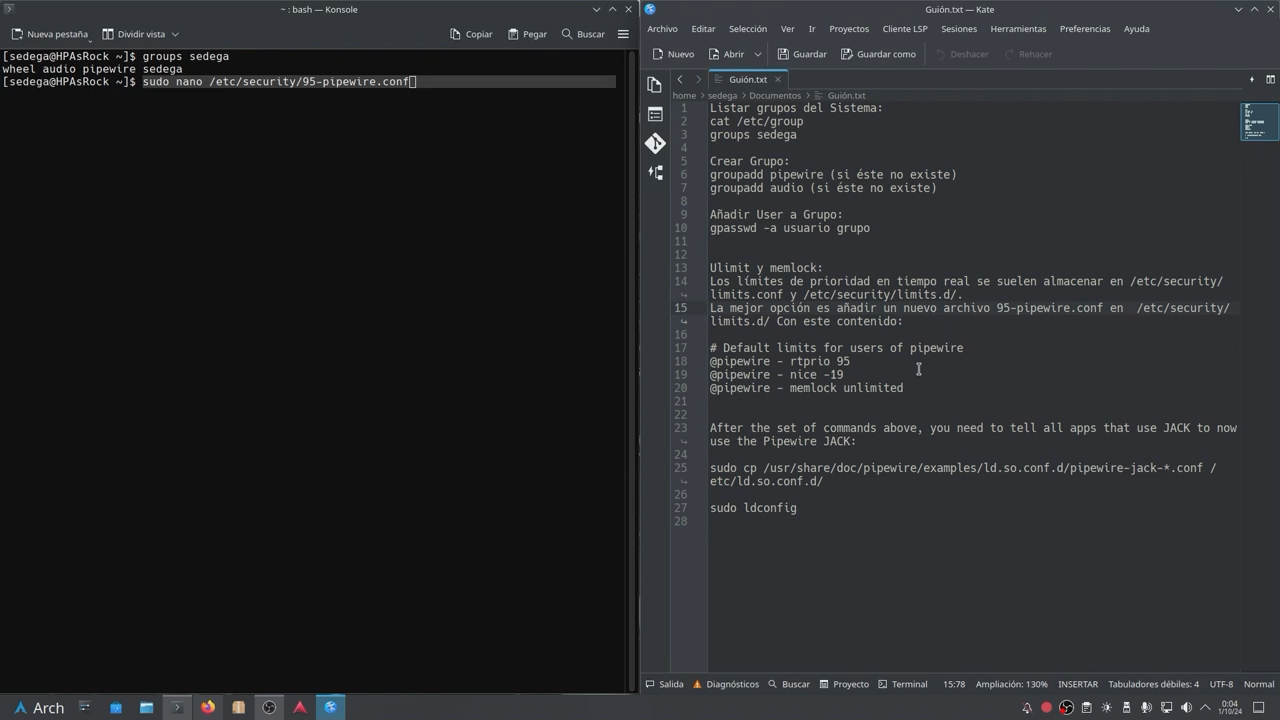 ~ : bash — Konsole
Nueva pestaña
Dividir vista
Copiar
Pegar
Buscar
[sedega@HPAsRock ~]$ groups sedega
wheel audio pipewire sedega
[sedega@HPAsRock ~]$ sudo nano /etc/security/95-pipewire.conf
Guión.txt — Kate
Archivo Editar Selección Ver Ir Proyectos Cliente LSP Sesiones Herramientas Preferencias Ayuda
Nuevo Abrir Guardar Guardar como Deshacer Rehacer
Guión.txt
home > sedega > Documentos > Guión.txt
1 Listar grupos del Sistema:
2 cat /etc/group
3 groups sedega
4
5 Crear Grupo:
6 groupadd pipewire (si éste no existe)
7 groupadd audio (si éste no existe)
8
9 Añadir User a Grupo:
10 gpasswd -a usuario grupo
11
12
13 Ulimit y memlock:
14 Los límites de prioridad en tiempo real se suelen almacenar en /etc/security/
limits.conf y /etc/security/limits.d/.
15 La mejor opción es añadir un nuevo archivo 95-pipewire.conf en  /etc/security/
limits.d/ Con este contenido:
16
17 # Default limits for users of pipewire
18 @pipewire - rtprio 95
19 @pipewire - nice -19
20 @pipewire - memlock unlimited
21
22
23 After the set of commands above, you need to tell all apps that use JACK to now
use the Pipewire JACK:
24
25 sudo cp /usr/share/doc/pipewire/examples/ld.so.conf.d/pipewire-jack-*.conf /
etc/ld.so.conf.d/
26
27 sudo ldconfig
28
Salida Diagnósticos Buscar Proyecto Terminal 15:78 Ampliación: 130% INSERTAR Tabuladores débiles: 4 UTF-8 Normal
Arch
0:04
1/10/24